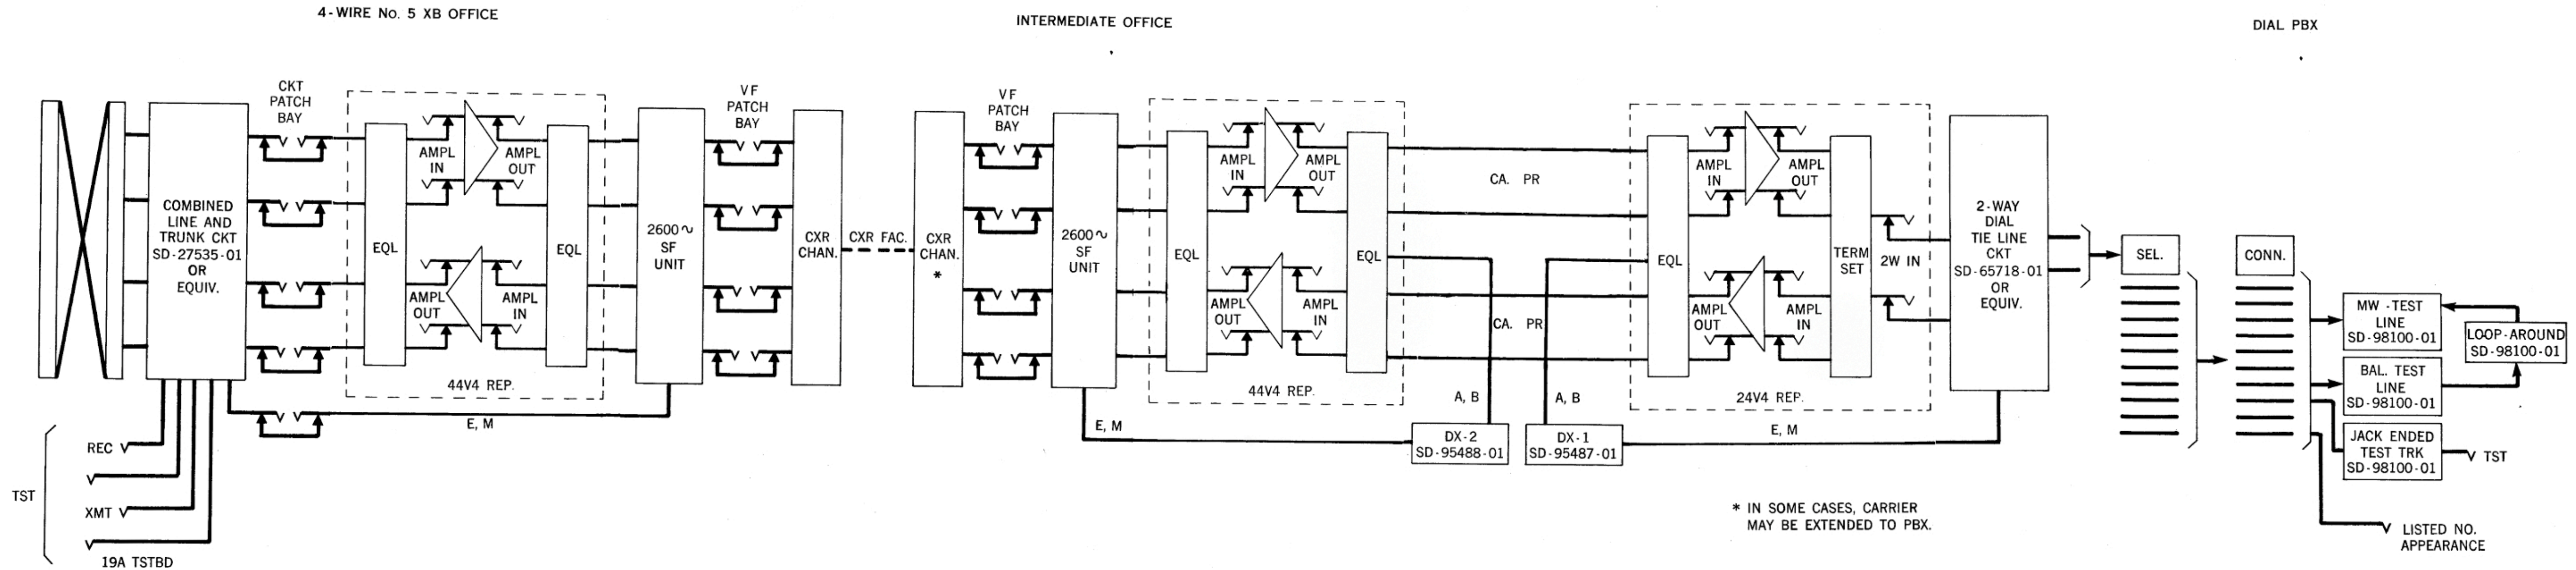 4-WIRE No. 5 XB OFFICE
INTERMEDIATE OFFICE
DIAL PBX
CKT
PATCH
BAY
VF
PATCH
BAY
VF
PATCH
BAY
COMBINED
LINE AND
TRUNK CKT
SD-27535-01
OR
EQUIV.
EQL
AMPL
IN
AMPL
OUT
AMPL
OUT
AMPL
IN
EQL
44V4 REP.
2600~
SF
UNIT
CXR
CHAN.
CXR FAC.
CXR
CHAN.
*
2600~
SF
UNIT
EQL
AMPL
IN
AMPL
OUT
AMPL
OUT
AMPL
IN
EQL
44V4 REP.
CA. PR
CA. PR
A, B
A, B
EQL
AMPL
IN
AMPL
OUT
AMPL
OUT
AMPL
IN
TERM
SET
24V4 REP.
2W IN
2-WAY
DIAL
TIE LINE
CKT
SD-65718-01
OR
EQUIV.
SEL.
CONN.
MW-TEST
LINE
SD-98100-01
LOOP-AROUND
SD-98100-01
BAL. TEST
LINE
SD-98100-01
JACK ENDED
TEST TRK
SD-98100-01
TST
LISTED NO.
APPEARANCE
E, M
E, M
DX-2
SD-95488-01
DX-1
SD-95487-01
E, M
REC
TST
XMT
19A TSTBD
* IN SOME CASES, CARRIER
MAY BE EXTENDED TO PBX.